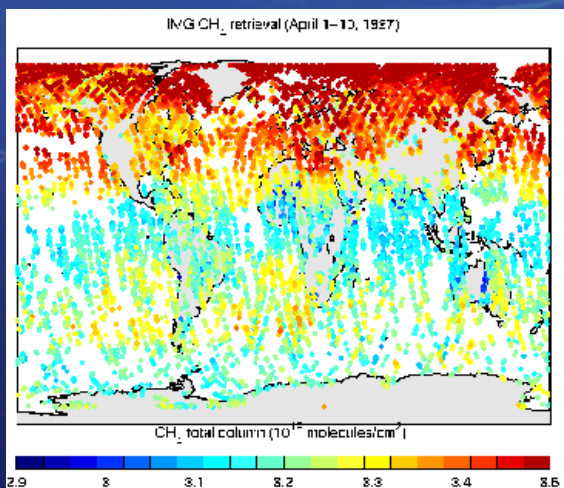 IMG CH₄ retrieval (April 1–10, 1997)
CH₄ total column (10¹⁹ molecules/cm²)
2.9 3 3.1 3.2 3.3 3.4 3.5